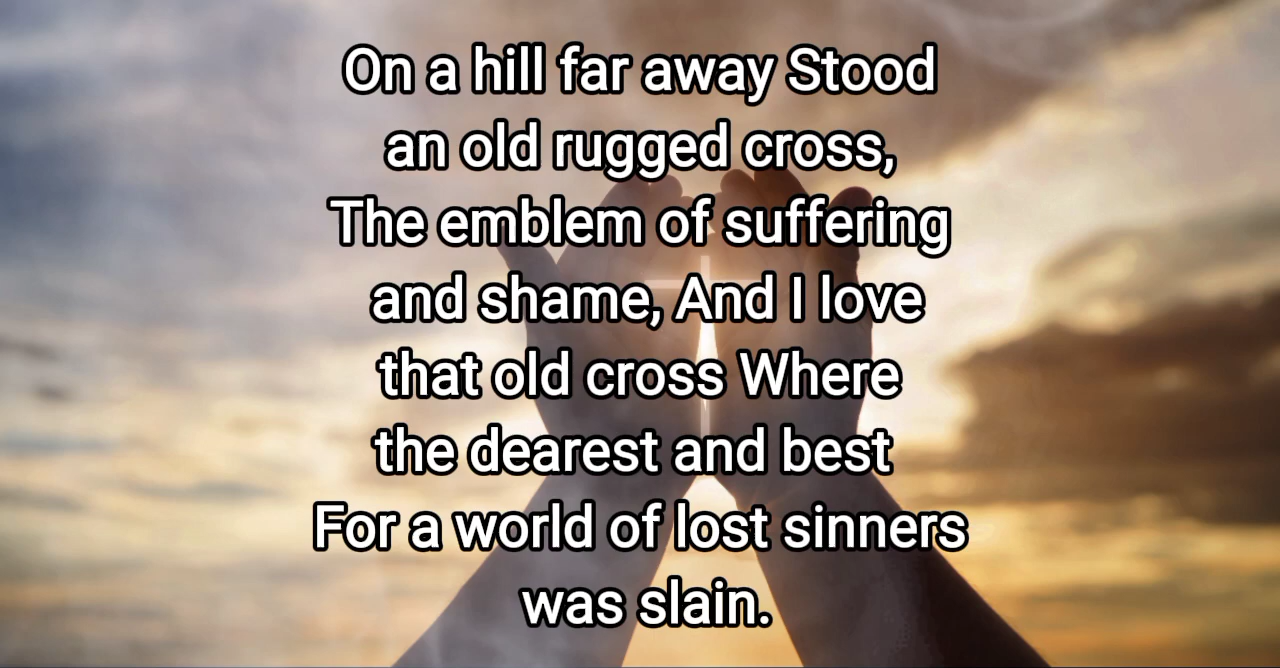 On a hill far away Stood
an old rugged cross,
The emblem of suffering
and shame, And I love
that old cross Where
the dearest and best
For a world of lost sinners
was slain.